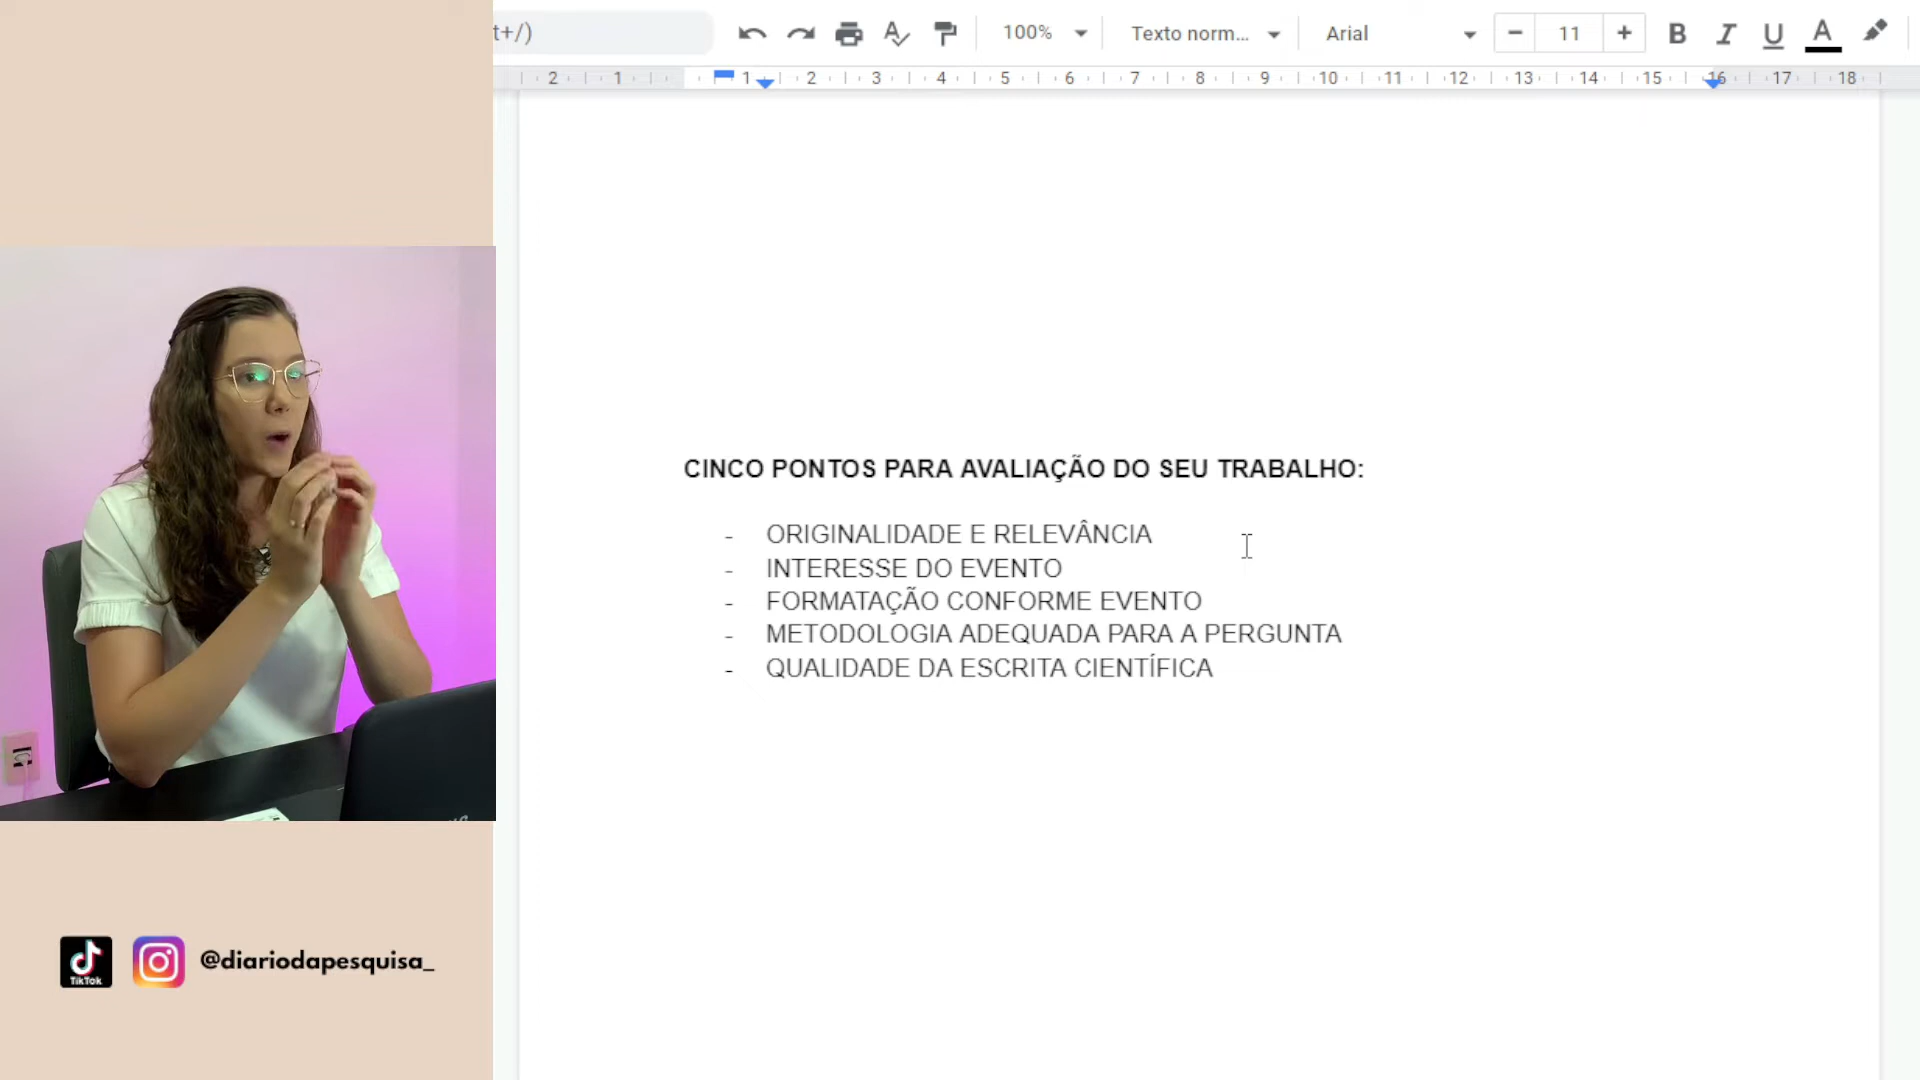 t+/)
100%
Texto norm...
Arial
11
B I U A
2 1 1 2 3 4 5 6 7 8 9 10 11 12 13 14 15 16 17 18
CINCO PONTOS PARA AVALIAÇÃO DO SEU TRABALHO:
- ORIGINALIDADE E RELEVÂNCIA
- INTERESSE DO EVENTO
- FORMATAÇÃO CONFORME EVENTO
- METODOLOGIA ADEQUADA PARA A PERGUNTA
- QUALIDADE DA ESCRITA CIENTÍFICA
TikTok
@diariodapesquisa_